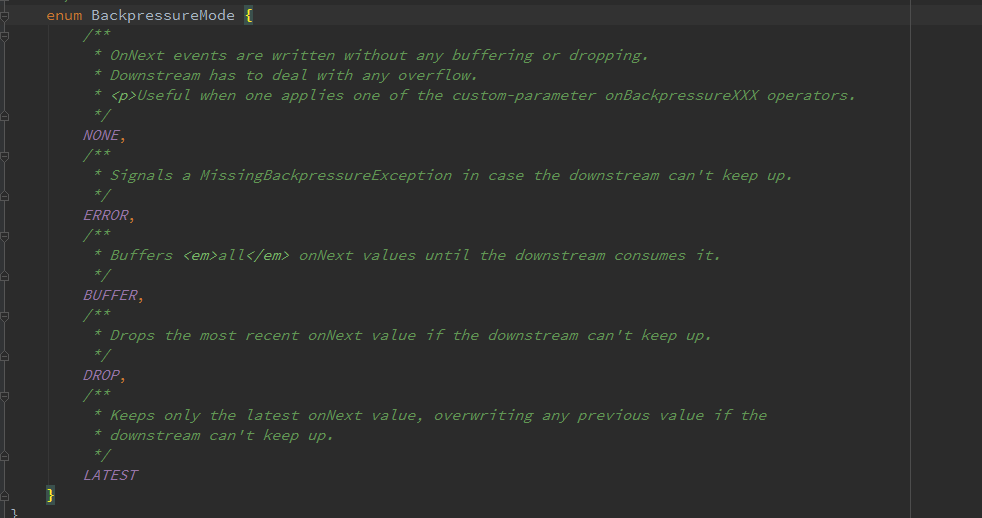 enum BackpressureMode {
/**
* OnNext events are written without any buffering or dropping.
* Downstream has to deal with any overflow.
* <p>Useful when one applies one of the custom-parameter onBackpressureXXX operators.
*/
NONE,
/**
* Signals a MissingBackpressureException in case the downstream can't keep up.
*/
ERROR,
/**
* Buffers <em>all</em> onNext values until the downstream consumes it.
*/
BUFFER,
/**
* Drops the most recent onNext value if the downstream can't keep up.
*/
DROP,
/**
* Keeps only the latest onNext value, overwriting any previous value if the
* downstream can't keep up.
*/
LATEST
}
}